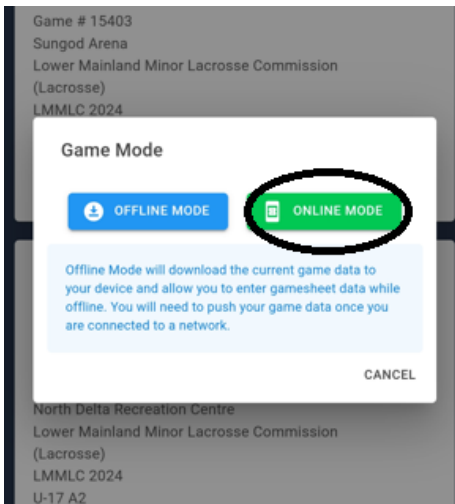 Game # 15403
Sungod Arena
Lower Mainland Minor Lacrosse Commission
(Lacrosse)
LMMLC 2024
Game Mode
OFFLINE MODE
ONLINE MODE
Offline Mode will download the current game data to
your device and allow you to enter gamesheet data while
offline. You will need to push your game data once you
are connected to a network.
CANCEL
North Delta Recreation Centre
Lower Mainland Minor Lacrosse Commission
(Lacrosse)
LMMLC 2024
U-17 A2